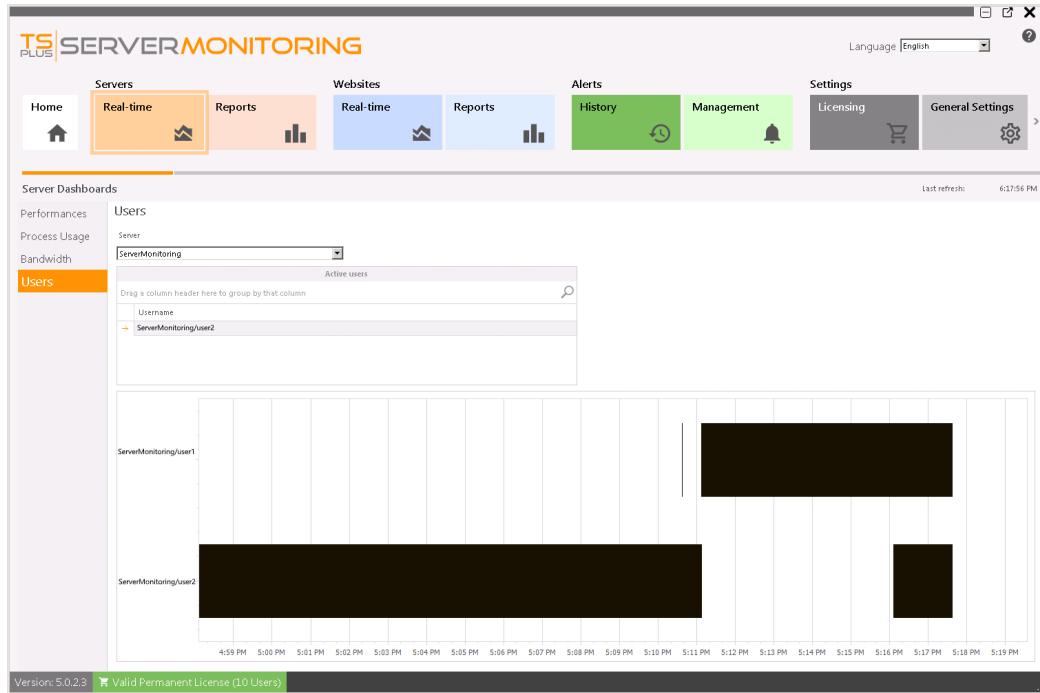 TS PLUS SERVERMONITORING
Language English
Servers Websites Alerts Settings
Home Real-time Reports Real-time Reports History Management Licensing General Settings
Server Dashboards Last refresh: 6:17:56 PM
Performances
Process Usage
Bandwidth
Users
Users
Server
ServerMonitoring
Active users
Drag a column header here to group by that column
Username
ServerMonitoring/user2
ServerMonitoring/user1
ServerMonitoring/user2
4:59 PM 5:00 PM 5:01 PM 5:02 PM 5:03 PM 5:04 PM 5:05 PM 5:06 PM 5:07 PM 5:08 PM 5:09 PM 5:10 PM 5:11 PM 5:12 PM 5:13 PM 5:14 PM 5:15 PM 5:16 PM 5:17 PM 5:18 PM 5:19 PM
Version: 5.0.2.3 Valid Permanent License (10 Users)